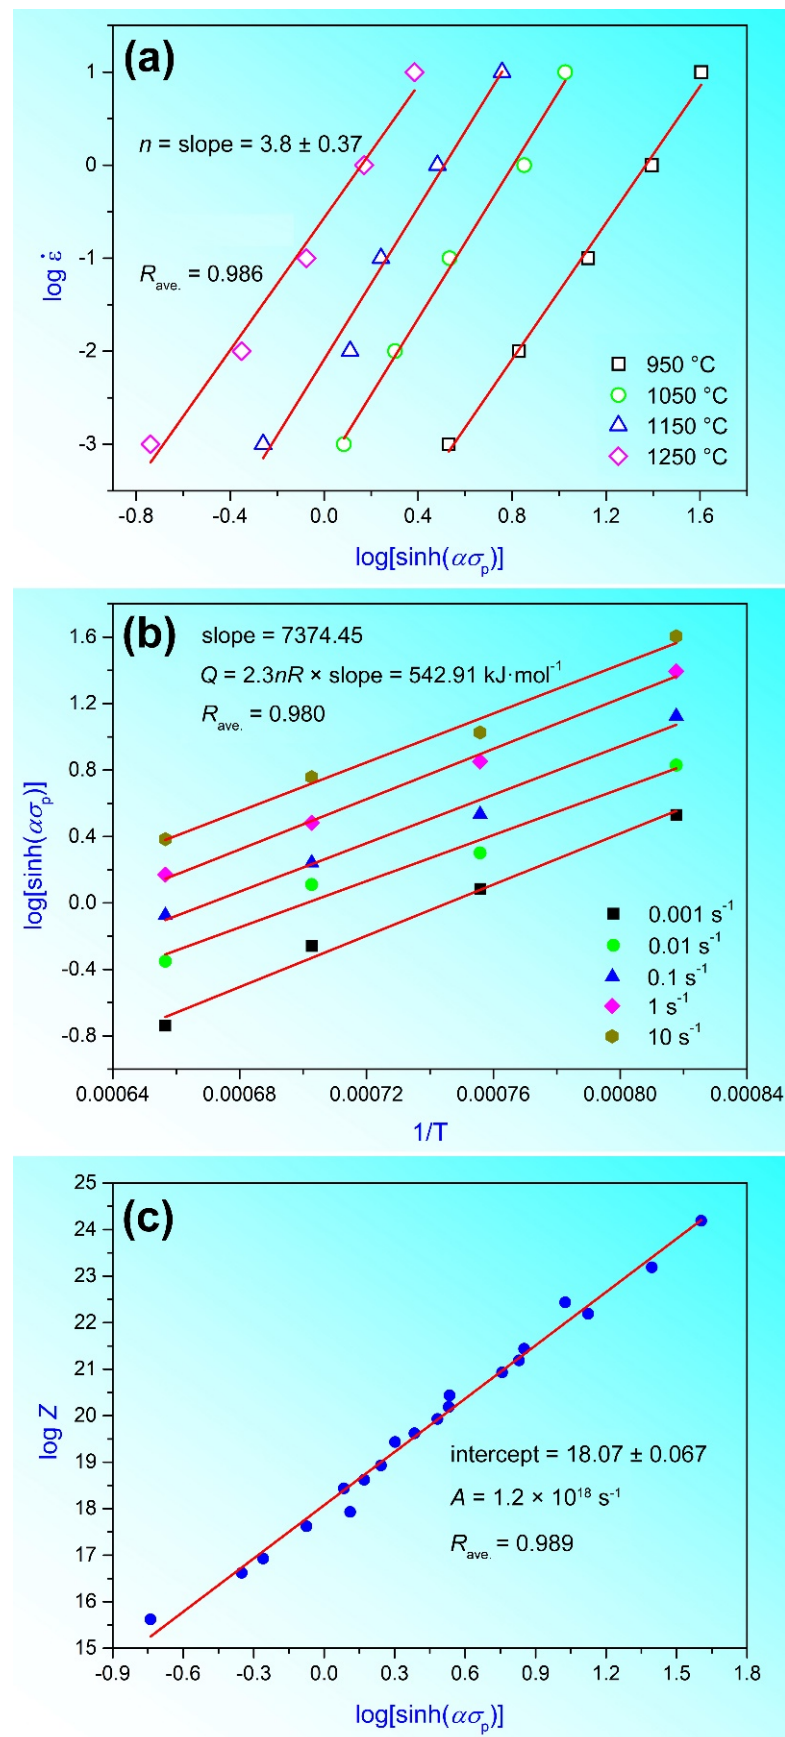 (a)
1
0
-1
-2
-3
log ε̇
n = slope = 3.8 ± 0.37
Rave. = 0.986
950 °C
1050 °C
1150 °C
1250 °C
-0.8 -0.4 0.0 0.4 0.8 1.2 1.6
log[sinh(ασp)]
(b)
slope = 7374.45
Q = 2.3nR × slope = 542.91 kJ·mol⁻¹
Rave. = 0.980
1.6
1.2
0.8
0.4
0.0
-0.4
-0.8
log[sinh(ασp)]
0.001 s⁻¹
0.01 s⁻¹
0.1 s⁻¹
1 s⁻¹
10 s⁻¹
0.00064 0.00068 0.00072 0.00076 0.00080 0.00084
1/T
(c)
25
24
23
22
21
20
19
18
17
16
15
log Z
intercept = 18.07 ± 0.067
A = 1.2 × 10¹⁸ s⁻¹
Rave. = 0.989
-0.9 -0.6 -0.3 0.0 0.3 0.6 0.9 1.2 1.5 1.8
log[sinh(ασp)]